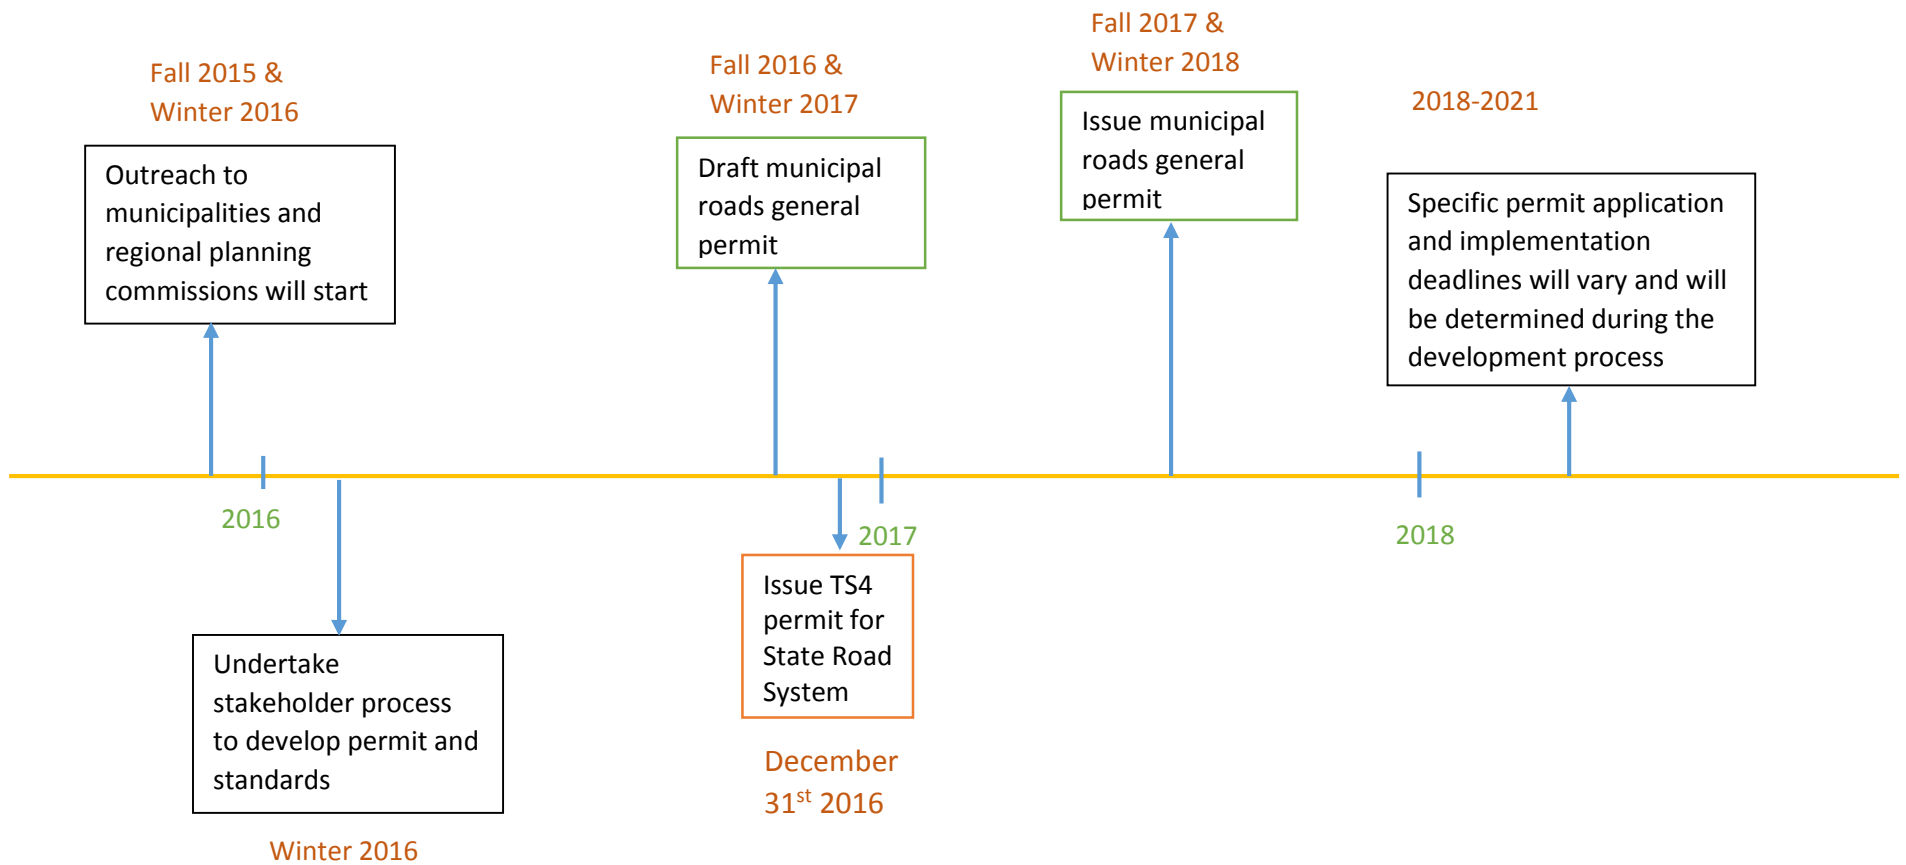 Fall 2015 &
Winter 2016
Outreach to
municipalities and
regional planning
commissions will start
Fall 2016 &
Winter 2017
Draft municipal
roads general
permit
Fall 2017 &
Winter 2018
Issue municipal
roads general
permit
2018-2021
Specific permit application
and implementation
deadlines will vary and will
be determined during the
development process
2016
2017
2018
Undertake
stakeholder process
to develop permit and
standards
Winter 2016
Issue TS4
permit for
State Road
System
December
31st 2016